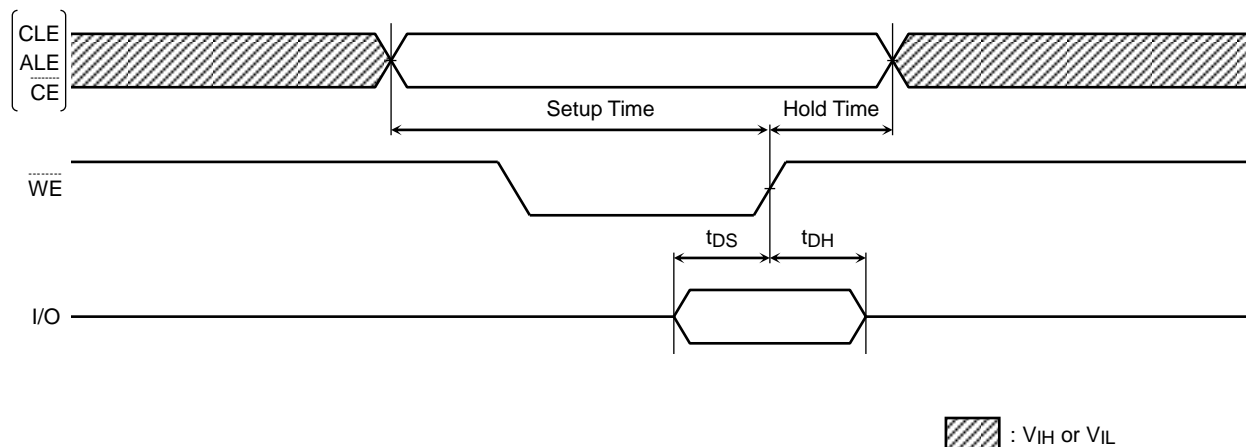 CLE
ALE
CE
Setup Time
Hold Time
WE
tDS
tDH
I/O
: VIH or VIL